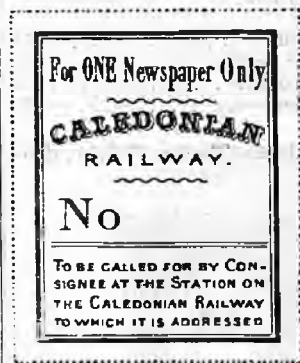 For ONE Newspaper Only
CALEDONIAN
RAILWAY.
No
TO BE CALLED FOR BY CON-
SIGNEE AT THE STATION ON
THE CALEDONIAN RAILWAY
TO WHICH IT IS ADDRESSED